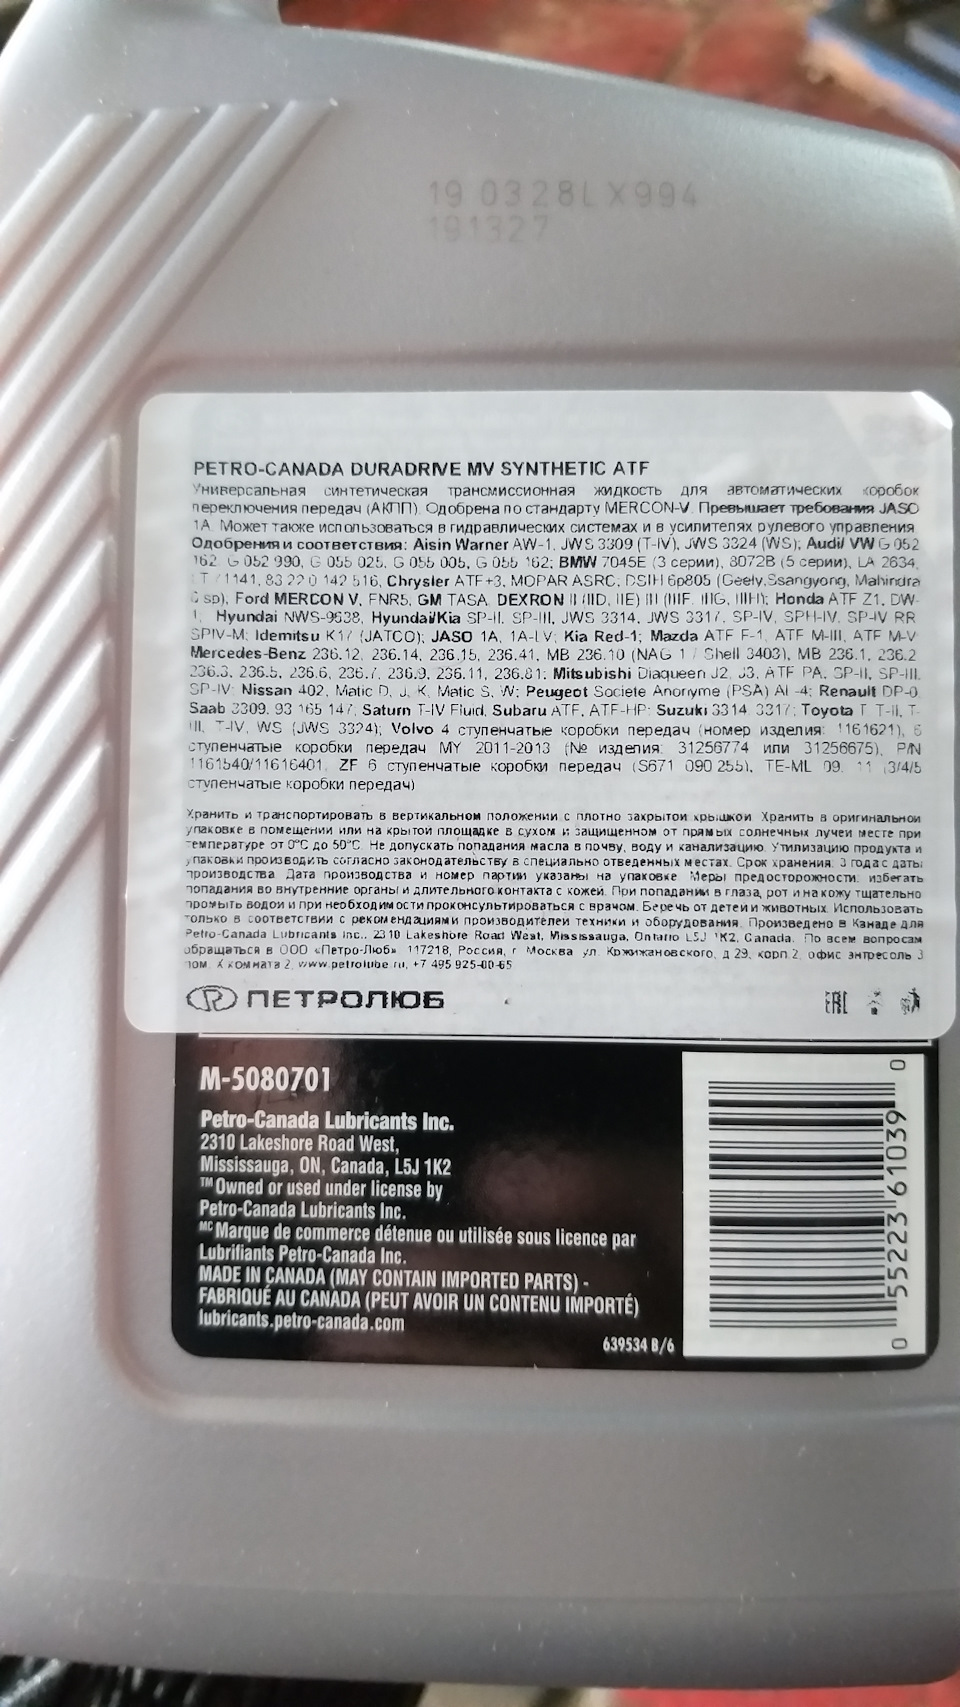 19 0328LX994
191327
PETRO-CANADA DURADRIVE MV SYNTHETIC ATF
Универсальная синтетическая трансмиссионная жидкость для автоматических коробок
переключения передач (АКПП). Одобрена по стандарту MERCON-V. Превышает требования JASO
1A. Может также использоваться в гидравлических системах и в усилителях рулевого управления.
Одобрения и соответствия: Aisin Warner AW-1, JWS 3309 (T-IV), JWS 3324 (WS); Audi/ VW G 052
162, G 052 990, G 055 025, G 055 005, G 055 162; BMW 7045E (3 серии), 8072B (5 серии), LA 2634,
LT 71141, 83 22 0 142 516, Chrysler ATF+3, MOPAR ASRC, DSIH 6p805 (Geely,Ssangyong, Mahindra
6 sp), Ford MERCON V, FNR5, GM TASA, DEXRON II (IID, IIE) III (IIIF, IIIG, IIIH); Honda ATF Z1, DW-
1, Hyundai NWS-9638, Hyundai/Kia SP-II, SP-III, JWS 3314, JWS 3317, SP-IV, SPH-IV, SP-IV RR
SPIV-M; Idemitsu K17 (JATCO); JASO 1A, 1A-LV; Kia Red-1; Mazda ATF F-1, ATF M-III, ATF M-V
Mercedes-Benz 236.12, 236.14, 236.15, 236.41, MB 236.10 (NAG 1 / Shell 3403), MB 236.1, 236.2
236.3, 236.5, 236.6, 236.7, 236.9, 236.11, 236.81; Mitsubishi Diaqueen J2, J3, ATF PA, SP-II, SP-III,
SP-IV; Nissan 402, Matic D, J, K, Matic S, W; Peugeot Societe Anonyme (PSA) AL-4; Renault DP-0,
Saab 3309, 93 165 147, Saturn T-IV Fluid, Subaru ATF, ATF-HP; Suzuki 3314, 3317; Toyota T, T-II, T-
III, T-IV, WS (JWS 3324); Volvo 4 ступенчатые коробки передач (номер изделия: 1161621), 6
ступенчатые коробки передач MY 2011-2013 (№ изделия: 31256774 или 31256675), P/N
1161540/11616401, ZF 6 ступенчатые коробки передач (S671 090 255), TE-ML 09, 11 (3/4/5
ступенчатые коробки передач)
Хранить и транспортировать в вертикальном положении с плотно закрытой крышкой. Хранить в оригинальной
упаковке в помещении или на крытой площадке в сухом и защищенном от прямых солнечных лучей месте при
температуре от 0°C до 50°C. Не допускать попадания масла в почву, воду и канализацию. Утилизацию продукта и
упаковки производить согласно законодательству в специально отведенных местах. Срок хранения: 3 года с даты
производства. Дата производства и номер партии указаны на упаковке. Меры предосторожности: избегать
попадания во внутренние органы и длительного контакта с кожей. При попадании в глаза, рот и на кожу тщательно
промыть водой и при необходимости проконсультироваться с врачом. Беречь от детей и животных. Использовать
только в соответствии с рекомендациями производителей техники и оборудования. Произведено в Канаде для
Petro-Canada Lubricants Inc., 2310 Lakeshore Road West, Mississauga, Ontario L5J 1K2, Canada. По всем вопросам
обращаться в ООО «Петро-Люб» 117218, Россия, г. Москва ул. Кржижановского, д 29, корп 2, офис антресоль 3
пом. X комната 2, www.petrolube.ru, +7 495 925-00-65
ПЕТРОЛЮБ
EAC
M-5080701
Petro-Canada Lubricants Inc.
2310 Lakeshore Road West,
Mississauga, ON, Canada, L5J 1K2
™Owned or used under license by
Petro-Canada Lubricants Inc.
MC Marque de commerce détenue ou utilisée sous licence par
Lubrifiants Petro-Canada Inc.
MADE IN CANADA (MAY CONTAIN IMPORTED PARTS) -
FABRIQUÉ AU CANADA (PEUT AVOIR UN CONTENU IMPORTÉ)
lubricants.petro-canada.com
639534 B/6
0 55223 61039 0